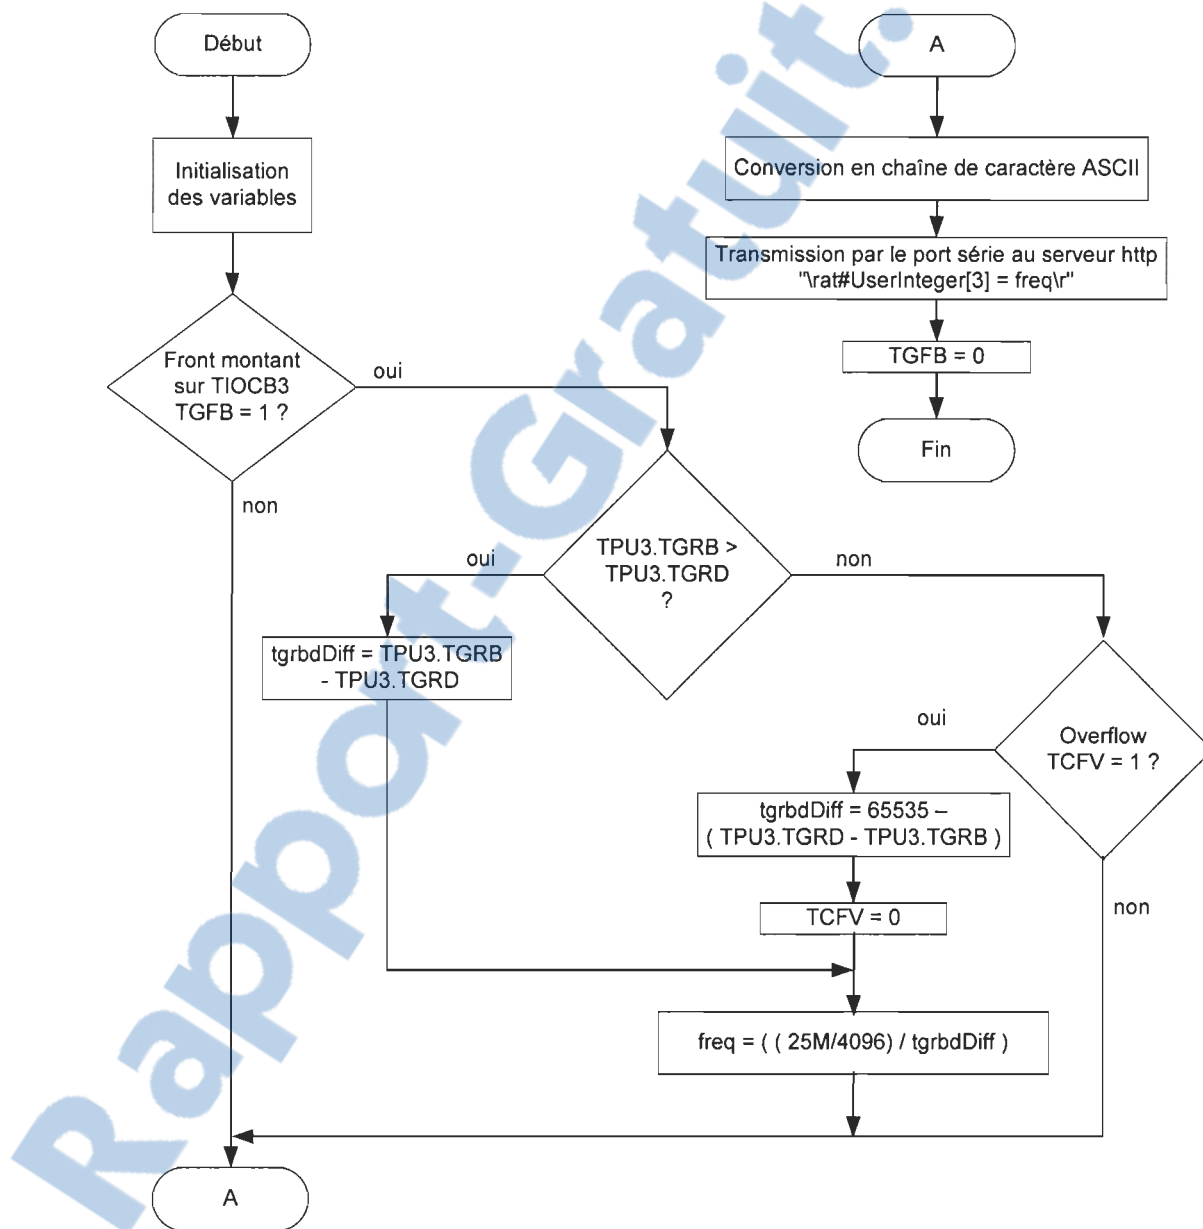 Début
Initialisation
des variables
Front montant
sur TIOCB3
TGFB = 1 ?
oui
non
TPU3.TGRB >
TPU3.TGRD
?
oui
non
tgrbdDiff = TPU3.TGRB
- TPU3.TGRD
Overflow
TCFV = 1 ?
oui
non
tgrbdDiff = 65535 –
( TPU3.TGRD - TPU3.TGRB )
TCFV = 0
freq = ( ( 25M/4096) / tgrbdDiff )
A
A
Conversion en chaîne de caractère ASCII
Transmission par le port série au serveur http
"\rat#UserInteger[3] = freq\r"
TGFB = 0
Fin
Rapport-Gratuit.